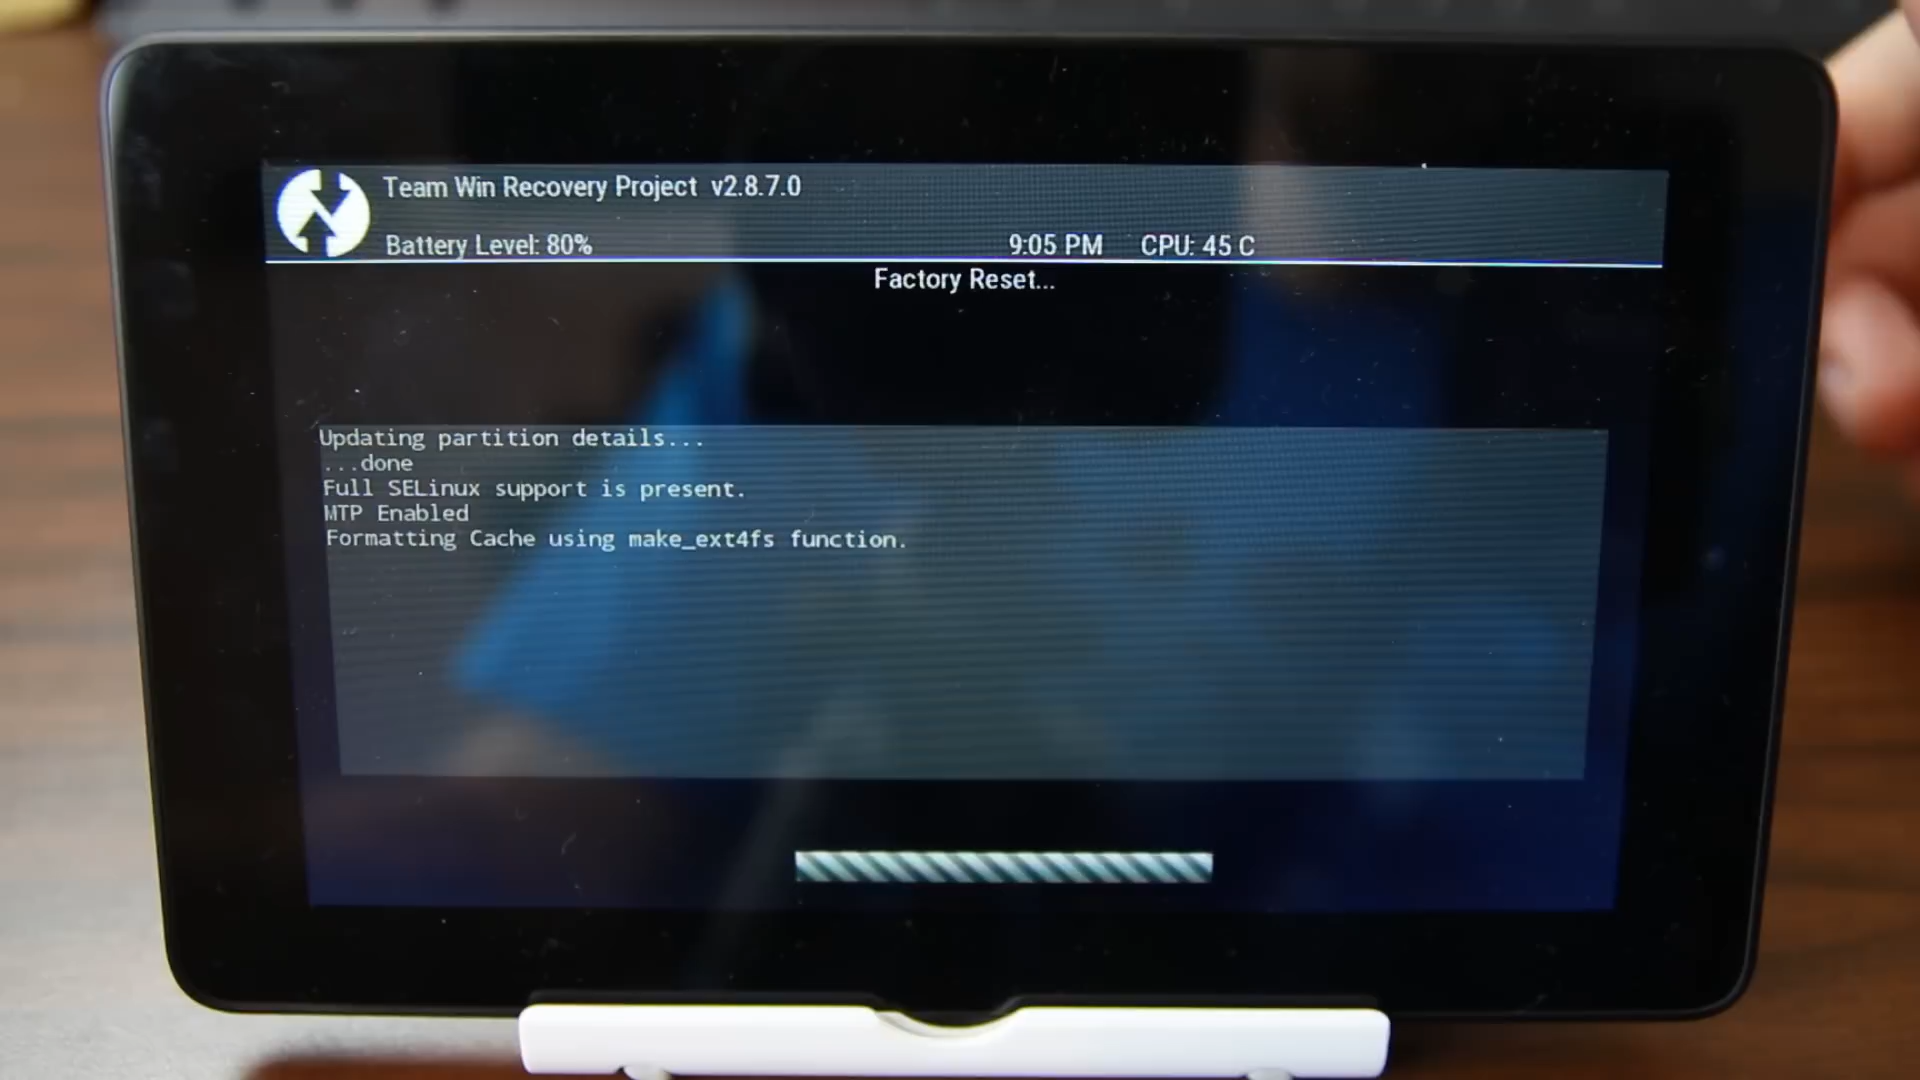 Team Win Recovery Project v2.8.7.0
Battery Level: 80% 9:05 PM CPU: 45 C
Factory Reset...
Updating partition details...
...done
Full SELinux support is present.
MTP Enabled
Formatting Cache using make_ext4fs function.